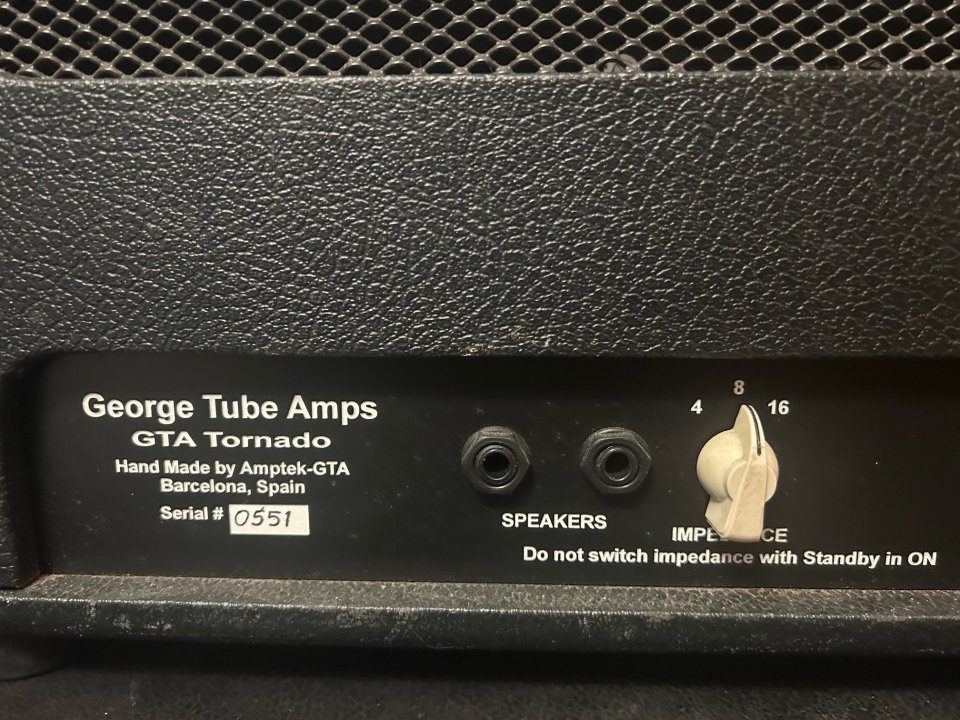 George Tube Amps
GTA Tornado
Hand Made by Amptek-GTA
Barcelona, Spain
Serial # 0551
SPEAKERS
4 8 16
Do not switch impedance with Standby in ON